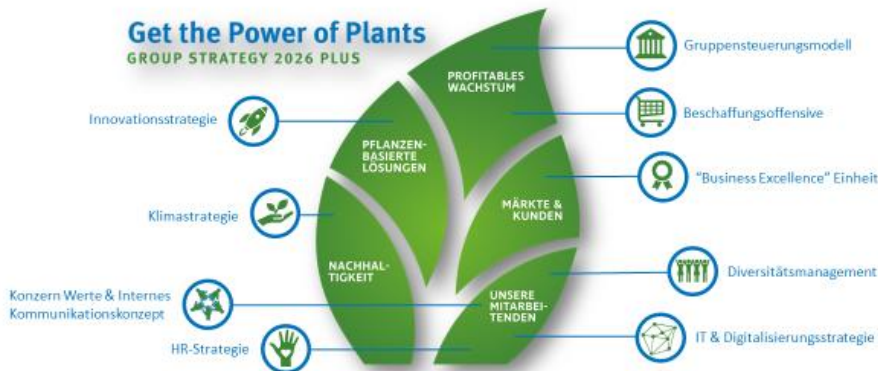 Get the Power of Plants
GROUP STRATEGY 2026 PLUS
PROFITABLES
WACHSTUM
Gruppensteuerungsmodell
Beschaffungsoffensive
Innovationsstrategie
PFLANZEN-
BASIERTE
LÖSUNGEN
"Business Excellence" Einheit
MÄRKTE &
KUNDEN
Klimastrategie
NACHHAL-
TIGKEIT
Diversitätsmanagement
Konzern Werte & Internes
Kommunikationskonzept
UNSERE
MITARBEI-
TENDEN
IT & Digitalisierungsstrategie
HR-Strategie